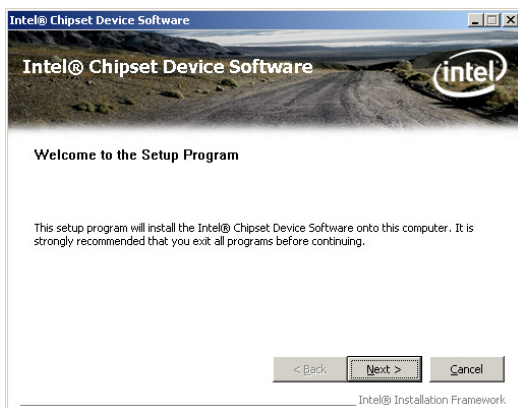 Intel® Chipset Device Software
Intel® Chipset Device Software
intel
Welcome to the Setup Program
This setup program will install the Intel® Chipset Device Software onto this computer. It is
strongly recommended that you exit all programs before continuing.
< Back
Next >
Cancel
Intel® Installation Framework